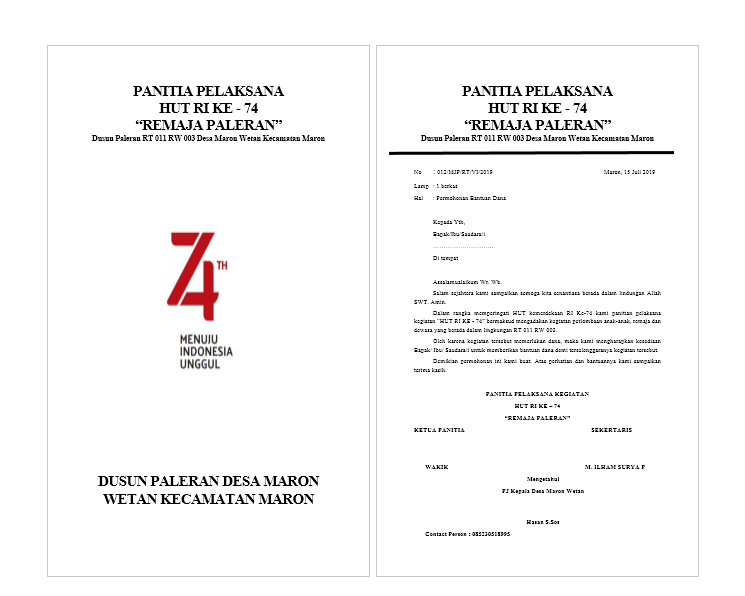 PANITIA PELAKSANA
HUT RI KE - 74
“REMAJA PALERAN”
Dusun Paleran RT 011 RW 003 Desa Maron Wetan Kecamatan Maron
74TH
MENUJU
INDONESIA
UNGGUL
DUSUN PALERAN DESA MARON
WETAN KECAMATAN MARON
PANITIA PELAKSANA
HUT RI KE - 74
“REMAJA PALERAN”
Dusun Paleran RT 011 RW 003 Desa Maron Wetan Kecamatan Maron
No : 012/MJP/RT/VI/2019 Maron, 15 Juli 2019
Lamp : 1 berkas
Hal : Permohonan Bantuan Dana
Kepada Yth,
Bapak/Ibu/Saudara/i
..............................
Di tempat
Assalamualaikum Wr. Wb.
Salam sejahtera kami sampaikan semoga kita senantiasa berada dalam lindungan Allah
SWT. Amin.
Dalam rangka memperingati HUT kemerdekaan RI Ke-74 kami panitia pelaksana
kegiatan “HUT RI KE - 74” bermaksud mengadakan kegiatan perlombaan anak-anak, remaja dan
dewasa yang berada dalam lingkungan RT 011 RW 003.
Oleh karena kegiatan tersebut memerlukan dana, maka kami mengharapkan kesediaan
Bapak/ Ibu/ Saudara/i untuk memberikan bantuan dana demi terselenggaranya kegiatan tersebut.
Demikian permohonan ini kami buat. Atas perhatian dan bantuannya kami sampaikan
terima kasih.
PANITIA PELAKSANA KEGIATAN
HUT RI KE – 74
“REMAJA PALERAN”
KETUA PANITIA SEKERTARIS
WAKIK M. ILHAM SURYA P
Mengetahui
PJ Kepala Desa Maron Wetan
Hasan S.Sos
Contact Person : 085230518995